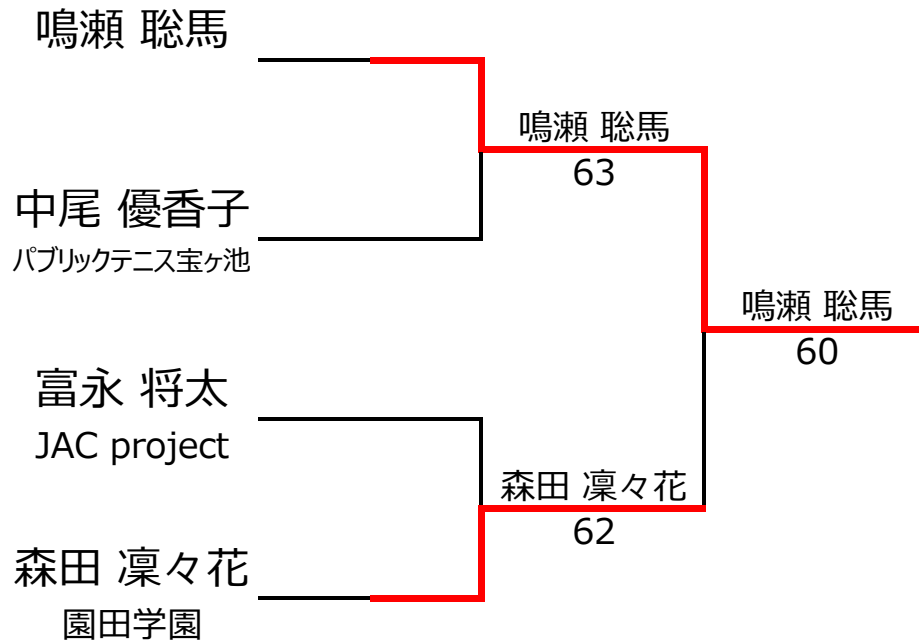 鳴瀬 聡馬
鳴瀬 聡馬
63
中尾 優香子
パブリックテニス宝ヶ池
鳴瀬 聡馬
60
富永 将太
JAC project
森田 凜々花
62
森田 凜々花
園田学園